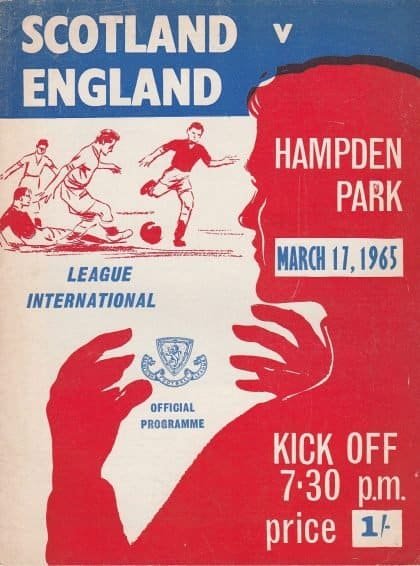 SCOTLAND v
ENGLAND
HAMPDEN
PARK
MARCH 17, 1965
LEAGUE
INTERNATIONAL
OFFICIAL
PROGRAMME
KICK OFF
7·30 p.m.
price 1/-